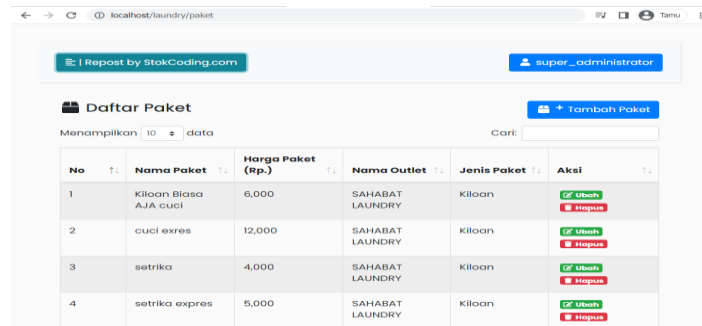 localhost/laundry/paket
Tamu
| Repost by StokCoding.com
super_administrator
Daftar Paket
+ Tambah Paket
Menampilkan 10 data
Cari:
No Nama Paket Harga Paket (Rp.) Nama Outlet Jenis Paket Aksi
1 Kiloan Biasa AJA cuci 6,000 SAHABAT LAUNDRY Kiloan Ubah Hapus
2 cuci exres 12,000 SAHABAT LAUNDRY Kiloan Ubah Hapus
3 setrika 4,000 SAHABAT LAUNDRY Kiloan Ubah Hapus
4 setrika expres 5,000 SAHABAT LAUNDRY Kiloan Ubah Hapus